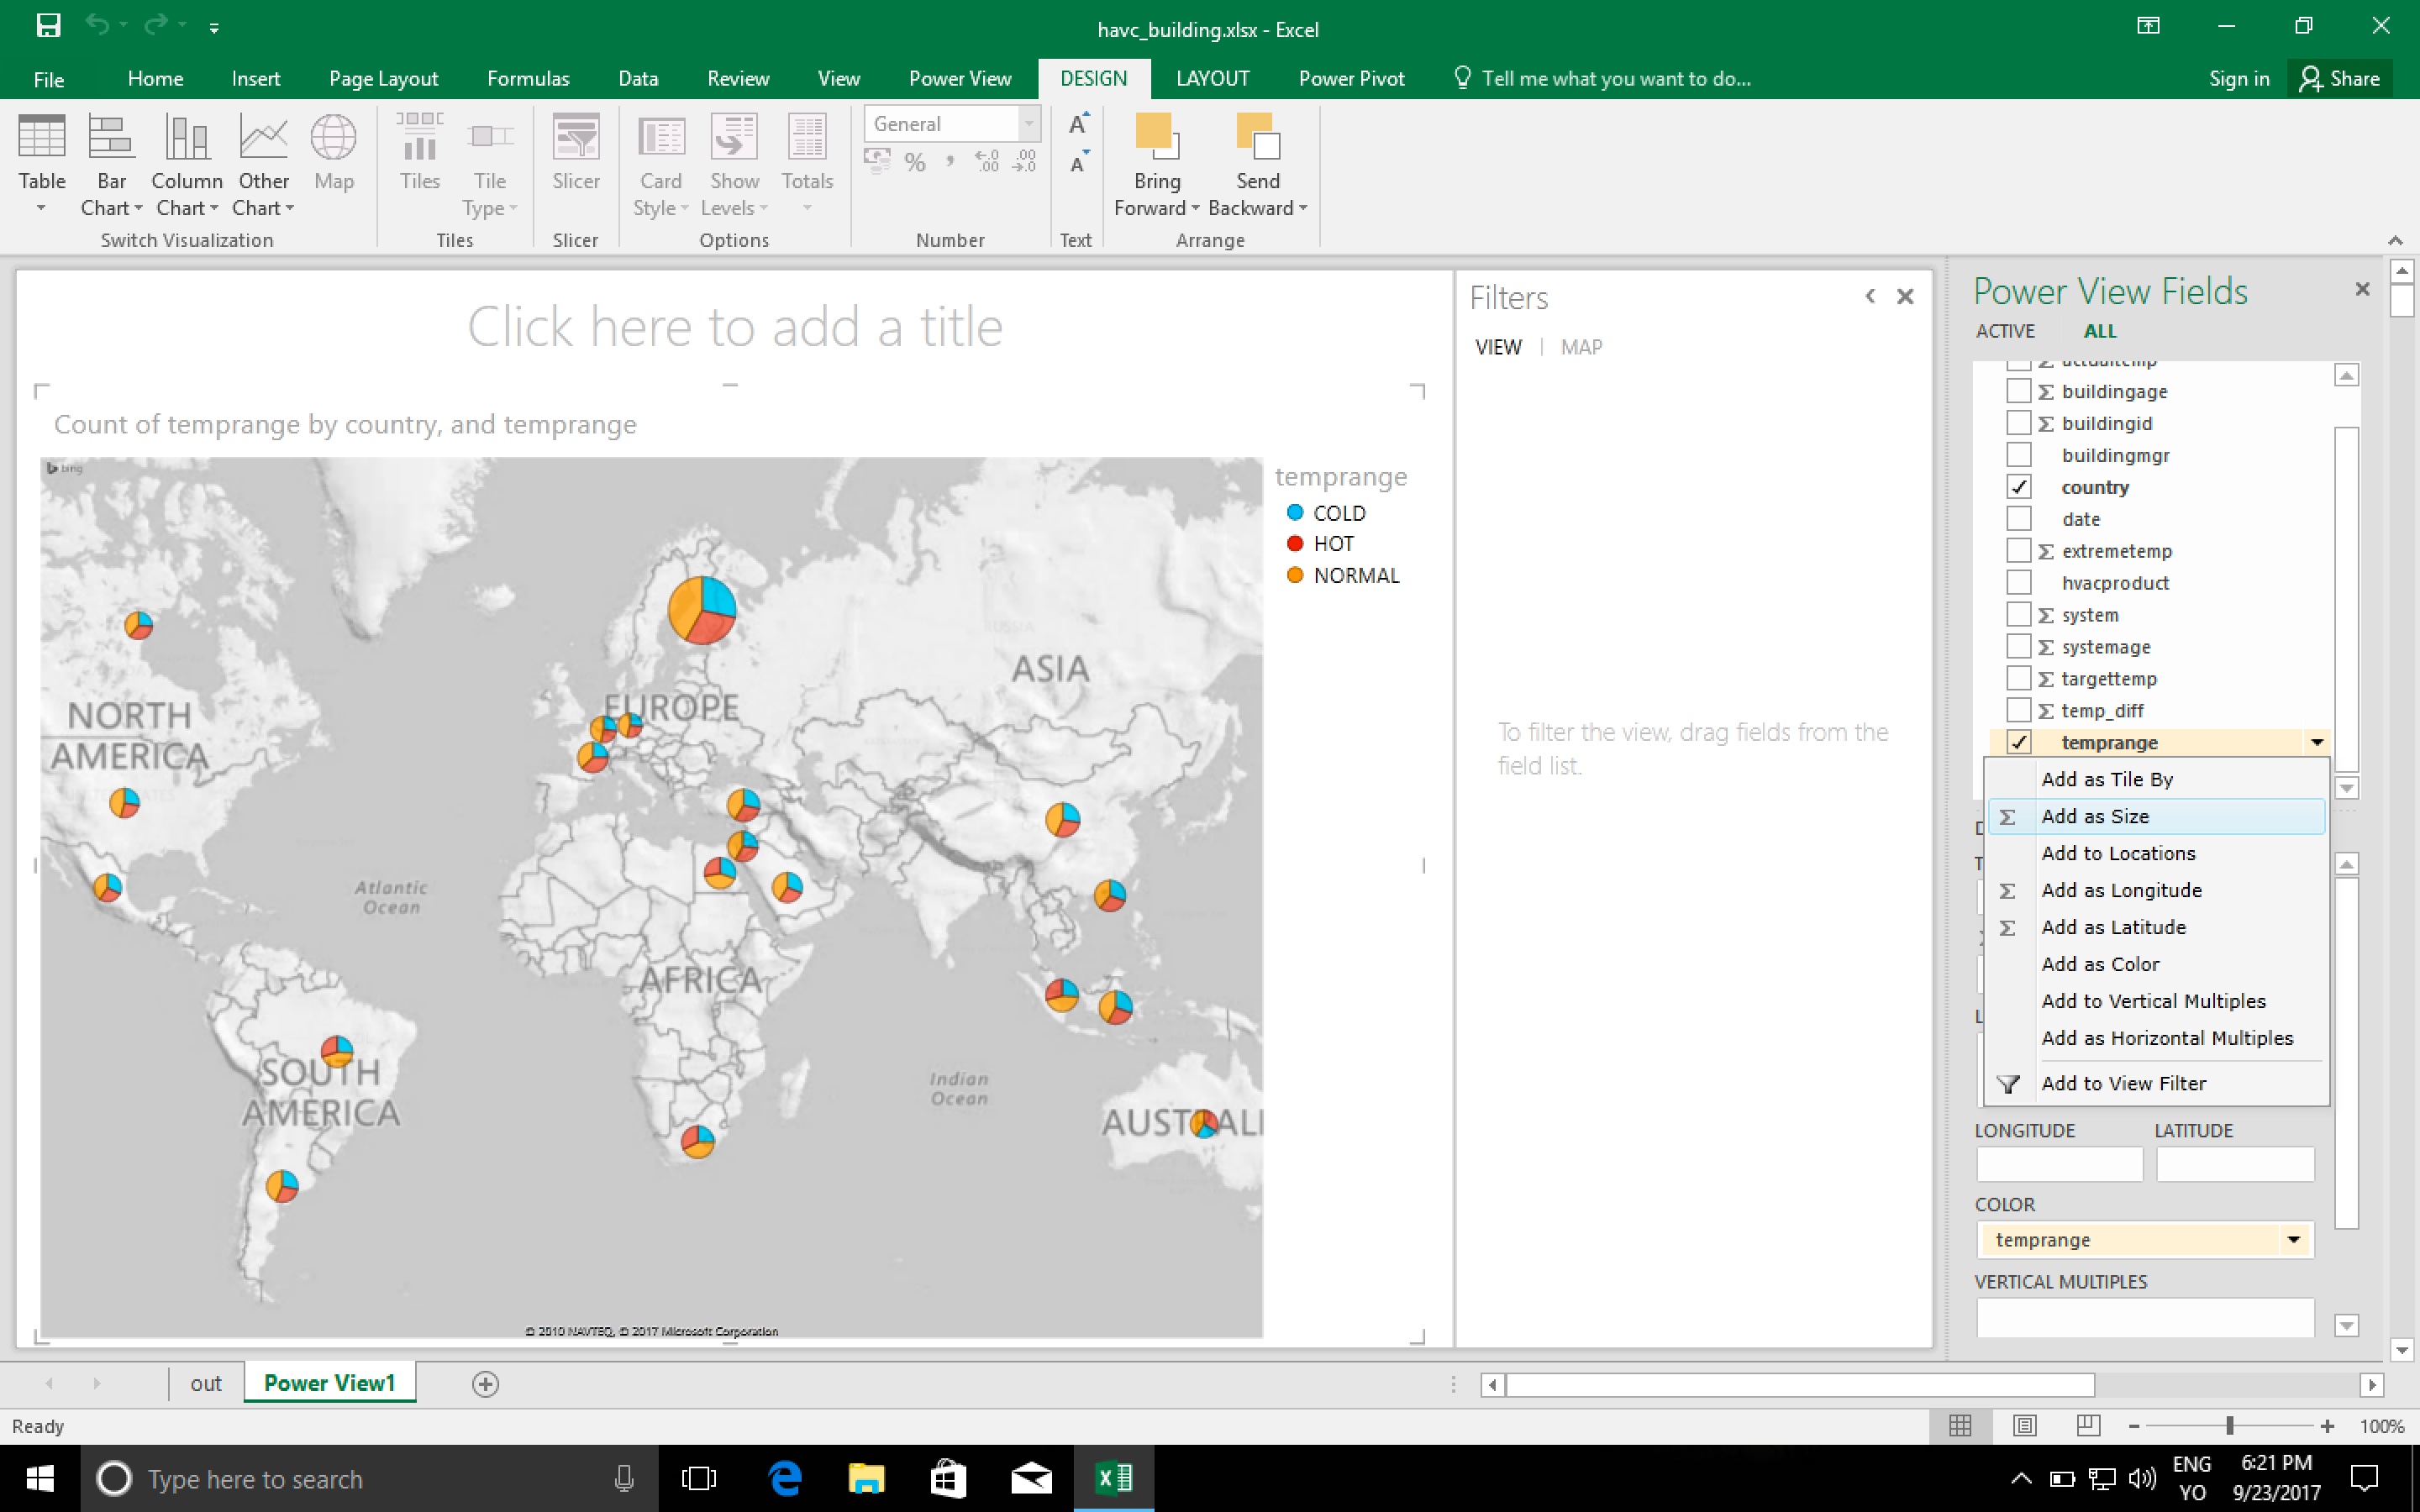 havc_building.xlsx - Excel
File Home Insert Page Layout Formulas Data Review View Power View DESIGN LAYOUT Power Pivot Tell me what you want to do... Sign in Share
General
Table Bar Chart Column Chart Other Chart Map Tiles Tile Type Slicer Card Style Show Levels Totals % , .00 .0 A A Bring Forward Send Backward
Switch Visualization Tiles Slicer Options Number Text Arrange
Click here to add a title
Count of temprange by country, and temprange
bing
temprange
COLD
HOT
NORMAL
NORTH
AMERICA
EUROPE
ASIA
RUSSIA
Atlantic
Ocean
AFRICA
SOUTH
AMERICA
Indian
Ocean
AUSTRALI
© 2010 NAVTEQ, © 2017 Microsoft Corporation
Filters
VIEW | MAP
To filter the view, drag fields from the
field list.
Power View Fields
ACTIVE ALL
Σ buildingage
Σ buildingid
buildingmgr
country
date
Σ extremetemp
hvacproduct
Σ system
Σ systemage
Σ targettemp
Σ temp_diff
temprange
Add as Tile By
Σ Add as Size
Add to Locations
Σ Add as Longitude
Σ Add as Latitude
Add as Color
Add to Vertical Multiples
Add as Horizontal Multiples
Add to View Filter
LONGITUDE LATITUDE
COLOR
temprange
VERTICAL MULTIPLES
out Power View1
Ready 100%
Type here to search
ENG 6:21 PM
YO 9/23/2017